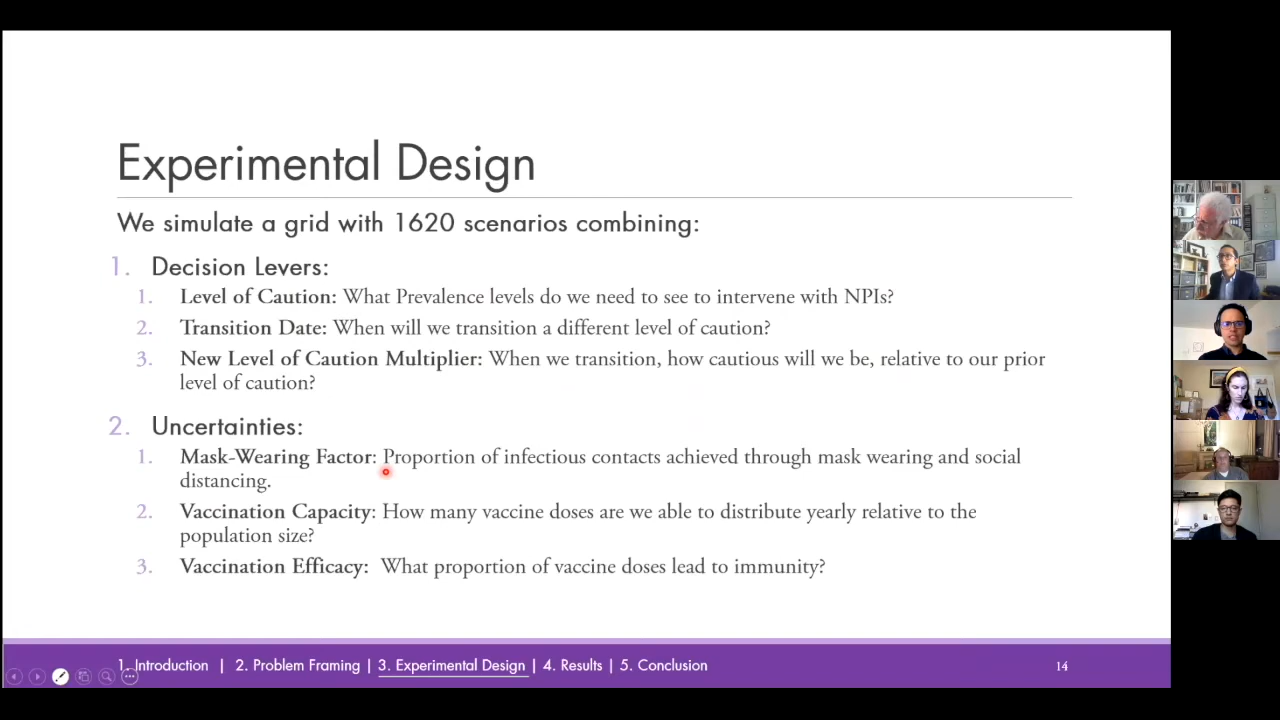 Experimental Design
We simulate a grid with 1620 scenarios combining:
1. Decision Levers:
1. Level of Caution: What Prevalence levels do we need to see to intervene with NPIs?
2. Transition Date: When will we transition a different level of caution?
3. New Level of Caution Multiplier: When we transition, how cautious will we be, relative to our prior
level of caution?
2. Uncertainties:
1. Mask-Wearing Factor: Proportion of infectious contacts achieved through mask wearing and social
distancing.
2. Vaccination Capacity: How many vaccine doses are we able to distribute yearly relative to the
population size?
3. Vaccination Efficacy: What proportion of vaccine doses lead to immunity?
1. Introduction | 2. Problem Framing | 3. Experimental Design | 4. Results | 5. Conclusion 14